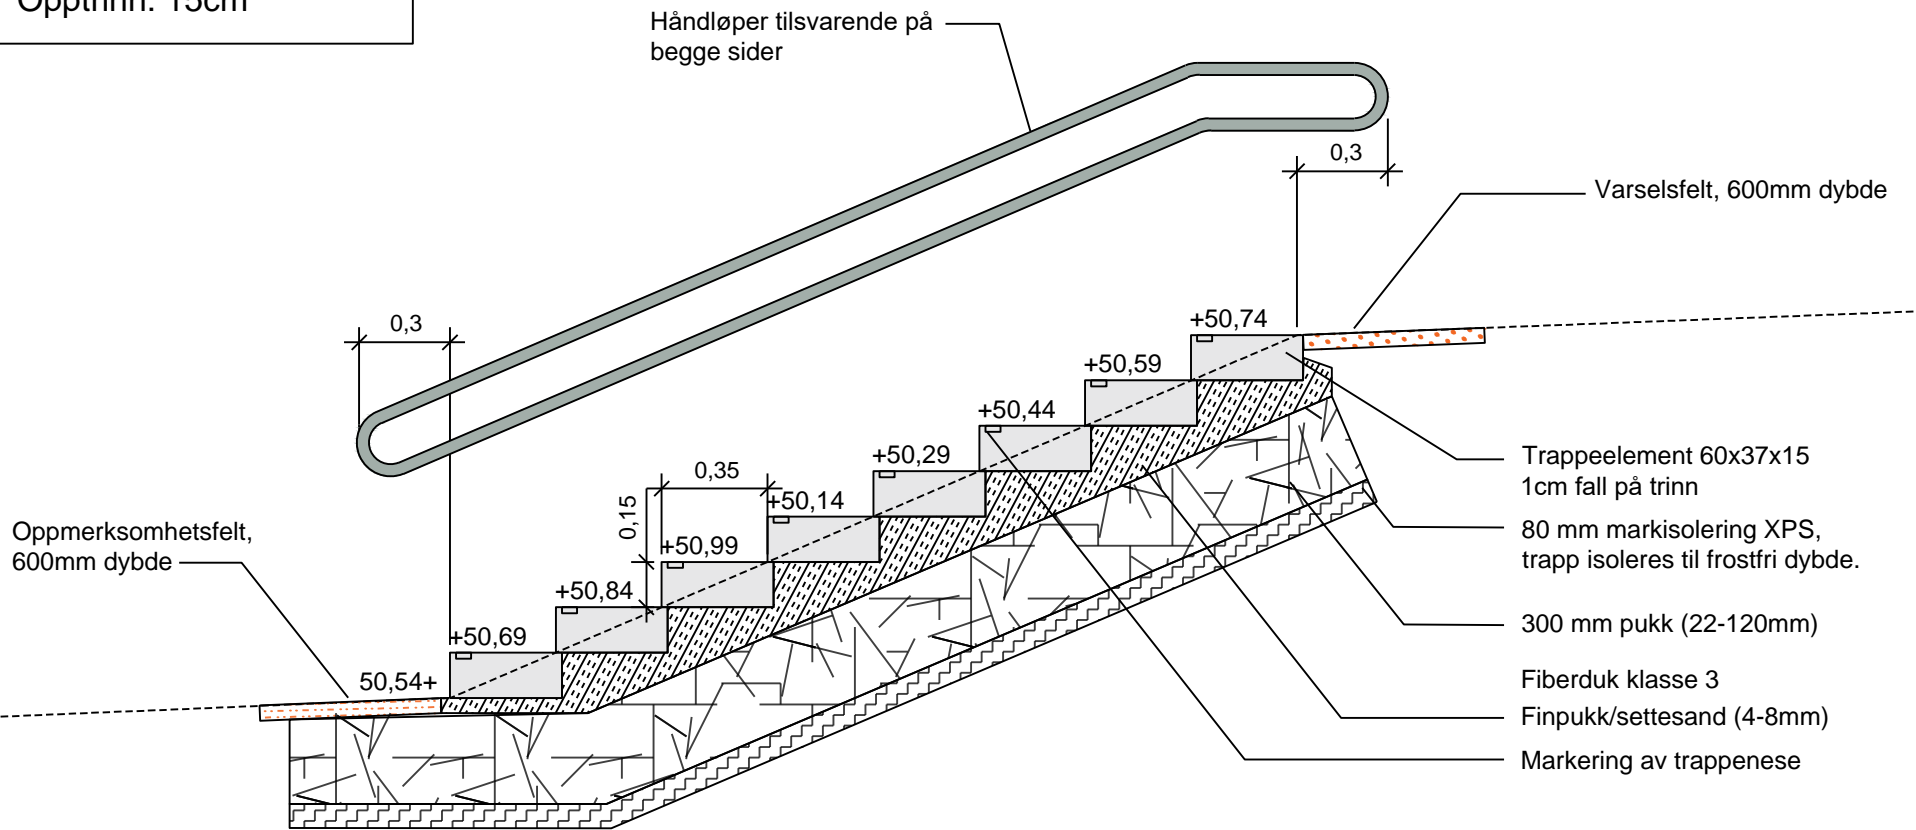 Opptrinn: 15cm
Håndløper tilsvarende på
begge sider
0,3
Varselsfelt, 600mm dybde
0,3
+50,74
+50,59
+50,44
+50,29
0,35
+50,14
0,15
+50,99
+50,84
+50,69
50,54+
Oppmerksomhetsfelt,
600mm dybde
Trappeelement 60x37x15
1cm fall på trinn
80 mm markisolering XPS,
trapp isoleres til frostfri dybde.
300 mm pukk (22-120mm)
Fiberduk klasse 3
Finpukk/settesand (4-8mm)
Markering av trappenese